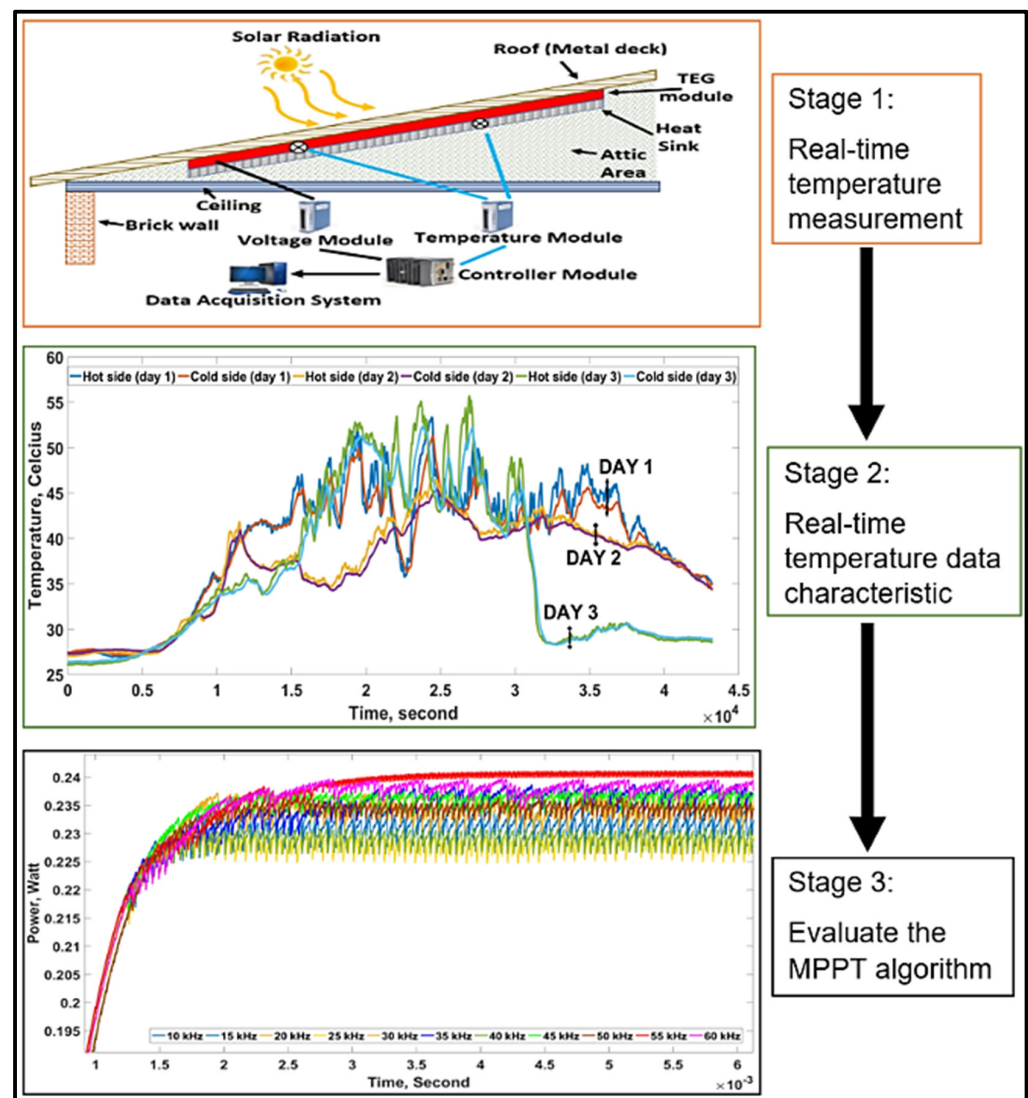 Solar Radiation
Roof (Metal deck)
TEG
module
Heat
Sink
Attic
Area
Ceiling
Brick wall
Voltage Module
Temperature Module
Controller Module
Data Acquisition System
Stage 1:
Real-time
temperature
measurement
60
Hot side (day 1) Cold side (day 1) Hot side (day 2) Cold side (day 2) Hot side (day 3) Cold side (day 3)
55
50
45
40
35
30
25
Temperature, Celcius
DAY 1
DAY 2
DAY 3
0 0.5 1 1.5 2 2.5 3 3.5 4 4.5
Time, second
×10⁴
Stage 2:
Real-time
temperature data
characteristic
0.24
0.235
0.23
0.225
0.22
0.215
0.21
0.205
0.2
0.195
Power, Watt
10 kHz 15 kHz 20 kHz 25 kHz 30 kHz 35 kHz 40 kHz 45 kHz 50 kHz 55 kHz 60 kHz
1 1.5 2 2.5 3 3.5 4 4.5 5 5.5 6
Time, Second
×10⁻³
Stage 3:
Evaluate the
MPPT algorithm